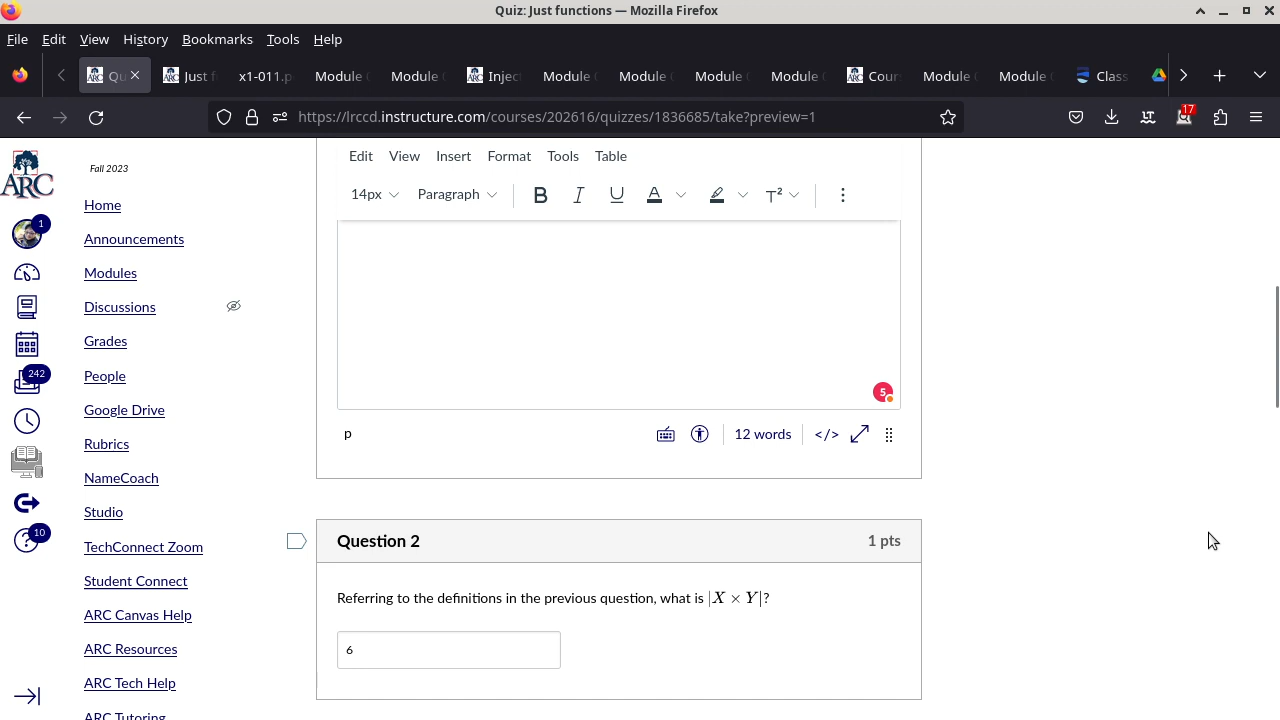 Quiz: Just functions — Mozilla Firefox
File Edit View History Bookmarks Tools Help
Qu Just f x1-011.p Module Module Inject Module Module Module Module Cour Module Module Class
https://lrccd.instructure.com/courses/202616/quizzes/1836685/take?preview=1
17
ARC
Fall 2023
1
Home
Announcements
Modules
Discussions
Grades
242
People
Google Drive
Rubrics
NameCoach
Studio
10
TechConnect Zoom
Student Connect
ARC Canvas Help
ARC Resources
ARC Tech Help
ARC Tutoring
Edit View Insert Format Tools Table
14px Paragraph B I U A T²
5
p 12 words </>
Question 2 1 pts
Referring to the definitions in the previous question, what is |X × Y|?
6